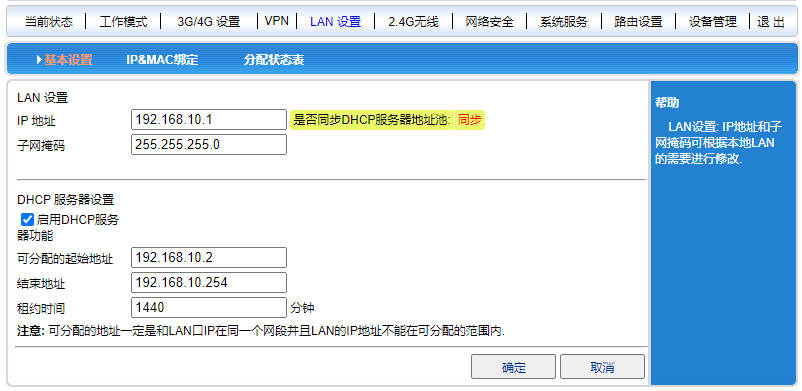 当前状态 工作模式 3G/4G 设置 VPN LAN 设置 2.4G无线 网络安全 系统服务 路由设置 设备管理 退 出
基本设置 IP&MAC绑定 分配状态表
LAN 设置
IP 地址 192.168.10.1 是否同步DHCP服务器地址池: 同步
子网掩码 255.255.255.0
DHCP 服务器设置
启用DHCP服务
器功能
可分配的起始地址 192.168.10.2
结束地址 192.168.10.254
租约时间 1440 分钟
注意: 可分配的地址一定是和LAN口IP在同一个网段并且LAN的IP地址不能在可分配的范围内.
确定 取消
帮助
LAN设置: IP地址和子
网掩码可根据本地LAN
的需要进行修改.